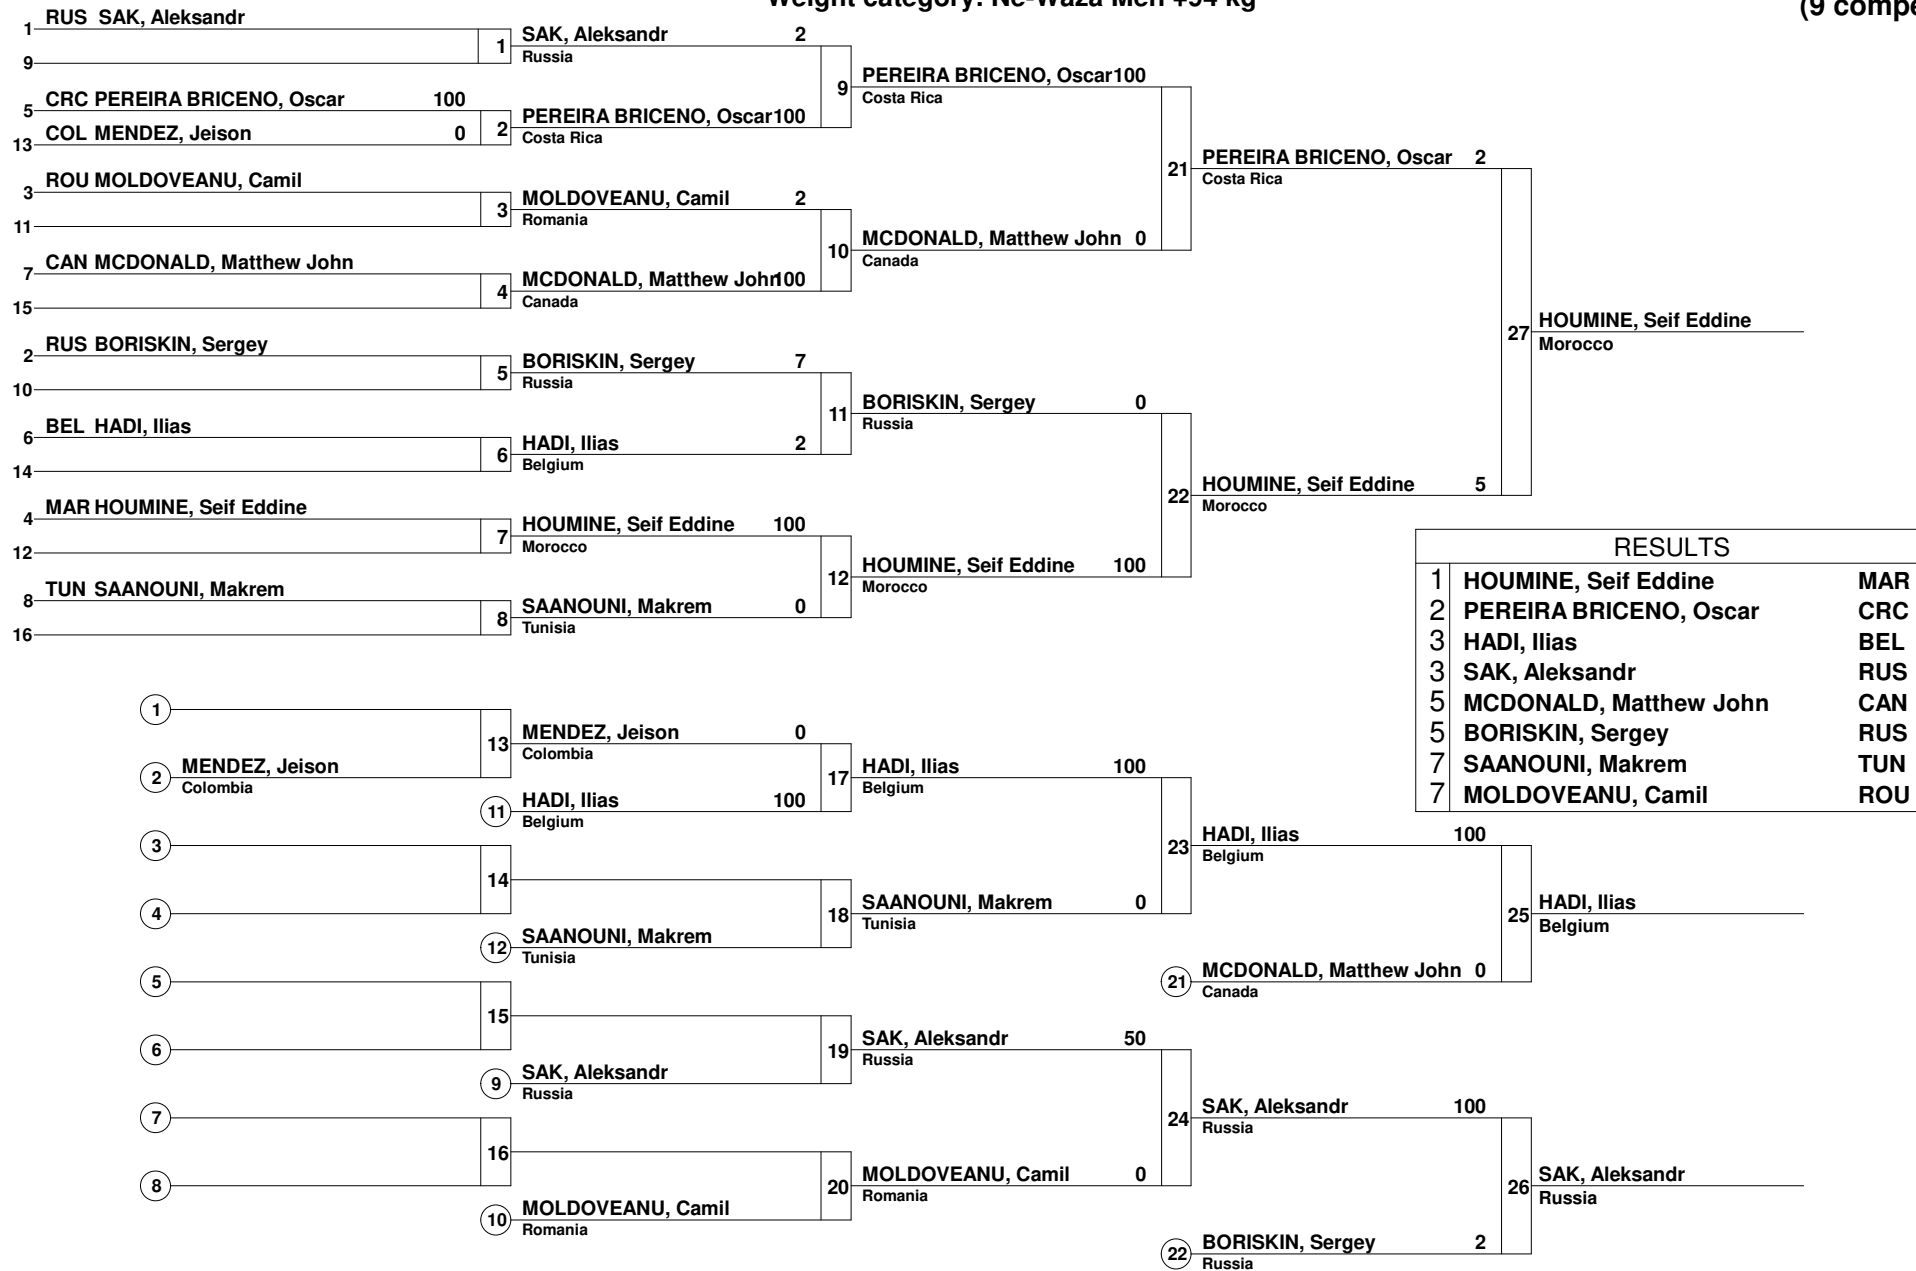 Weight category: Ne-Waza Men +94 kg
(9 compe
1 RUS SAK, Aleksandr
9
1 SAK, Aleksandr 2
Russia
5 CRC PEREIRA BRICENO, Oscar 100
13 COL MENDEZ, Jeison 0
2 PEREIRA BRICENO, Oscar100
Costa Rica
9 PEREIRA BRICENO, Oscar100
Costa Rica
3 ROU MOLDOVEANU, Camil
11
3 MOLDOVEANU, Camil 2
Romania
7 CAN MCDONALD, Matthew John
15
4 MCDONALD, Matthew John100
Canada
10 MCDONALD, Matthew John 0
Canada
21 PEREIRA BRICENO, Oscar 2
Costa Rica
2 RUS BORISKIN, Sergey
10
5 BORISKIN, Sergey 7
Russia
6 BEL HADI, Ilias
14
6 HADI, Ilias 2
Belgium
11 BORISKIN, Sergey 0
Russia
4 MAR HOUMINE, Seif Eddine
12
7 HOUMINE, Seif Eddine 100
Morocco
8 TUN SAANOUNI, Makrem
16
8 SAANOUNI, Makrem 0
Tunisia
12 HOUMINE, Seif Eddine 100
Morocco
22 HOUMINE, Seif Eddine 5
Morocco
27 HOUMINE, Seif Eddine
Morocco
RESULTS
1 HOUMINE, Seif Eddine MAR
2 PEREIRA BRICENO, Oscar CRC
3 HADI, Ilias BEL
3 SAK, Aleksandr RUS
5 MCDONALD, Matthew John CAN
5 BORISKIN, Sergey RUS
7 SAANOUNI, Makrem TUN
7 MOLDOVEANU, Camil ROU
1
2 MENDEZ, Jeison
Colombia
13 MENDEZ, Jeison 0
Colombia
11 HADI, Ilias 100
Belgium
17 HADI, Ilias 100
Belgium
3
4
14
12 SAANOUNI, Makrem
Tunisia
18 SAANOUNI, Makrem 0
Tunisia
23 HADI, Ilias 100
Belgium
21 MCDONALD, Matthew John 0
Canada
25 HADI, Ilias
Belgium
5
6
15
9 SAK, Aleksandr
Russia
19 SAK, Aleksandr 50
Russia
7
8
16
10 MOLDOVEANU, Camil
Romania
20 MOLDOVEANU, Camil 0
Romania
24 SAK, Aleksandr 100
Russia
22 BORISKIN, Sergey 2
Russia
26 SAK, Aleksandr
Russia